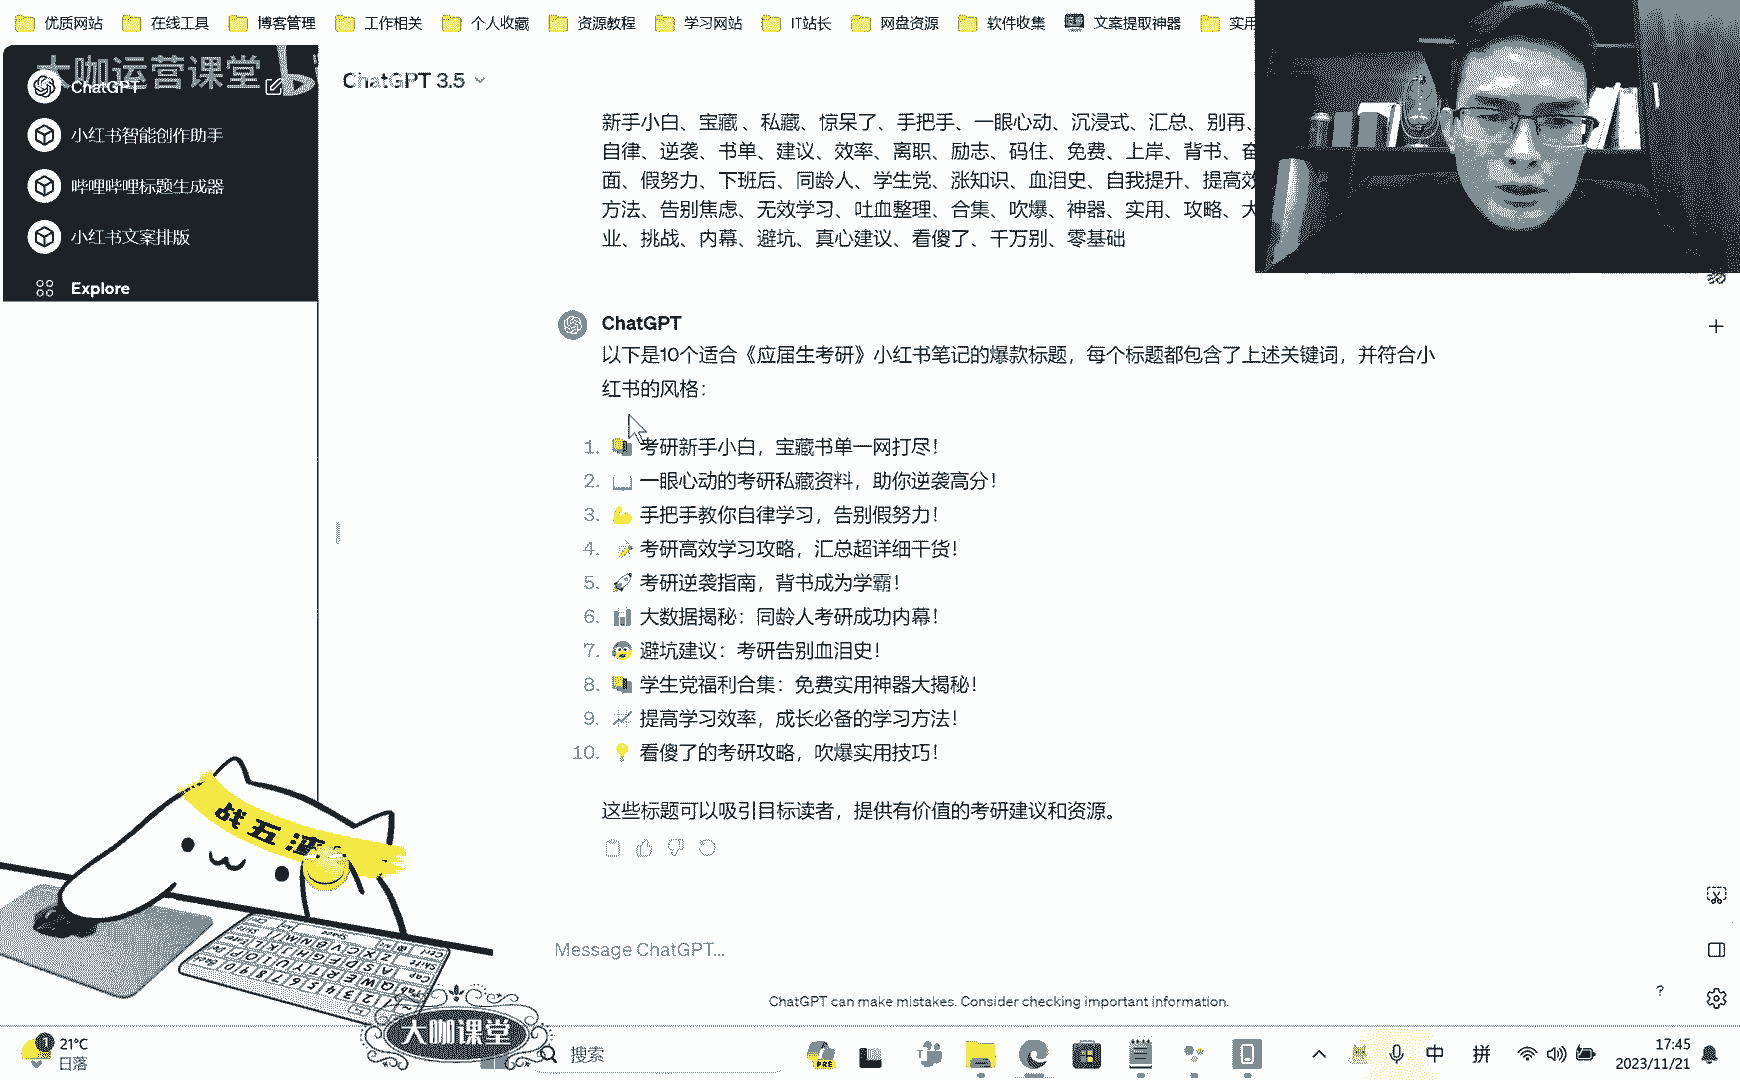 优质网站 在线工具 博客管理 工作相关 个人收藏 资源教程 学习网站 IT站长 网盘资源 软件收集 文案提取神器 实用
大咖运营课堂
ChatGPT
小红书智能创作助手
哔哩哔哩标题生成器
小红书文案排版
Explore
ChatGPT 3.5
新手小白、宝藏、私藏、惊呆了、手把手、一眼心动、沉浸式、汇总、别再、
自律、逆袭、书单、建议、效率、离职、励志、码住、免费、上岸、背书、奋
面、假努力、下班后、同龄人、学生党、涨知识、血泪史、自我提升、提高效
方法、告别焦虑、无效学习、吐血整理、合集、吹爆、神器、实用、攻略、大
业、挑战、内幕、避坑、真心建议、看傻了、千万别、零基础
ChatGPT
以下是10个适合《应届生考研》小红书笔记的爆款标题，每个标题都包含了上述关键词，并符合小
红书的风格：
1. 考研新手小白，宝藏书单一网打尽！
2. 一眼心动的考研私藏资料，助你逆袭高分！
3. 手把手教你自律学习，告别假努力！
4. 考研高效学习攻略，汇总超详细干货！
5. 考研逆袭指南，背书成为学霸！
6. 大数据揭秘：同龄人考研成功内幕！
7. 避坑建议：考研告别血泪史！
8. 学生党福利合集：免费实用神器大揭秘！
9. 提高学习效率，成长必备的学习方法！
10. 看傻了的考研攻略，吹爆实用技巧！
这些标题可以吸引目标读者，提供有价值的考研建议和资源。
Message ChatGPT...
ChatGPT can make mistakes. Consider checking important information.
?
战五渣
大咖课堂
1
21°C
日落
搜索
PRE
中
拼
17:45
2023/11/21